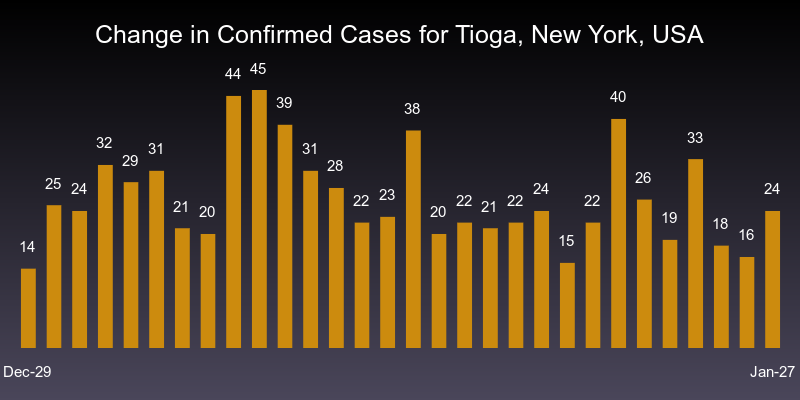 Change in Confirmed Cases for Tioga, New York, USA
14 25 24 32 29 31 21 20 44 45 39 31 28 22 23 38 20 22 21 22 24 15 22 40 26 19 33 18 16 24
Dec-29 Jan-27